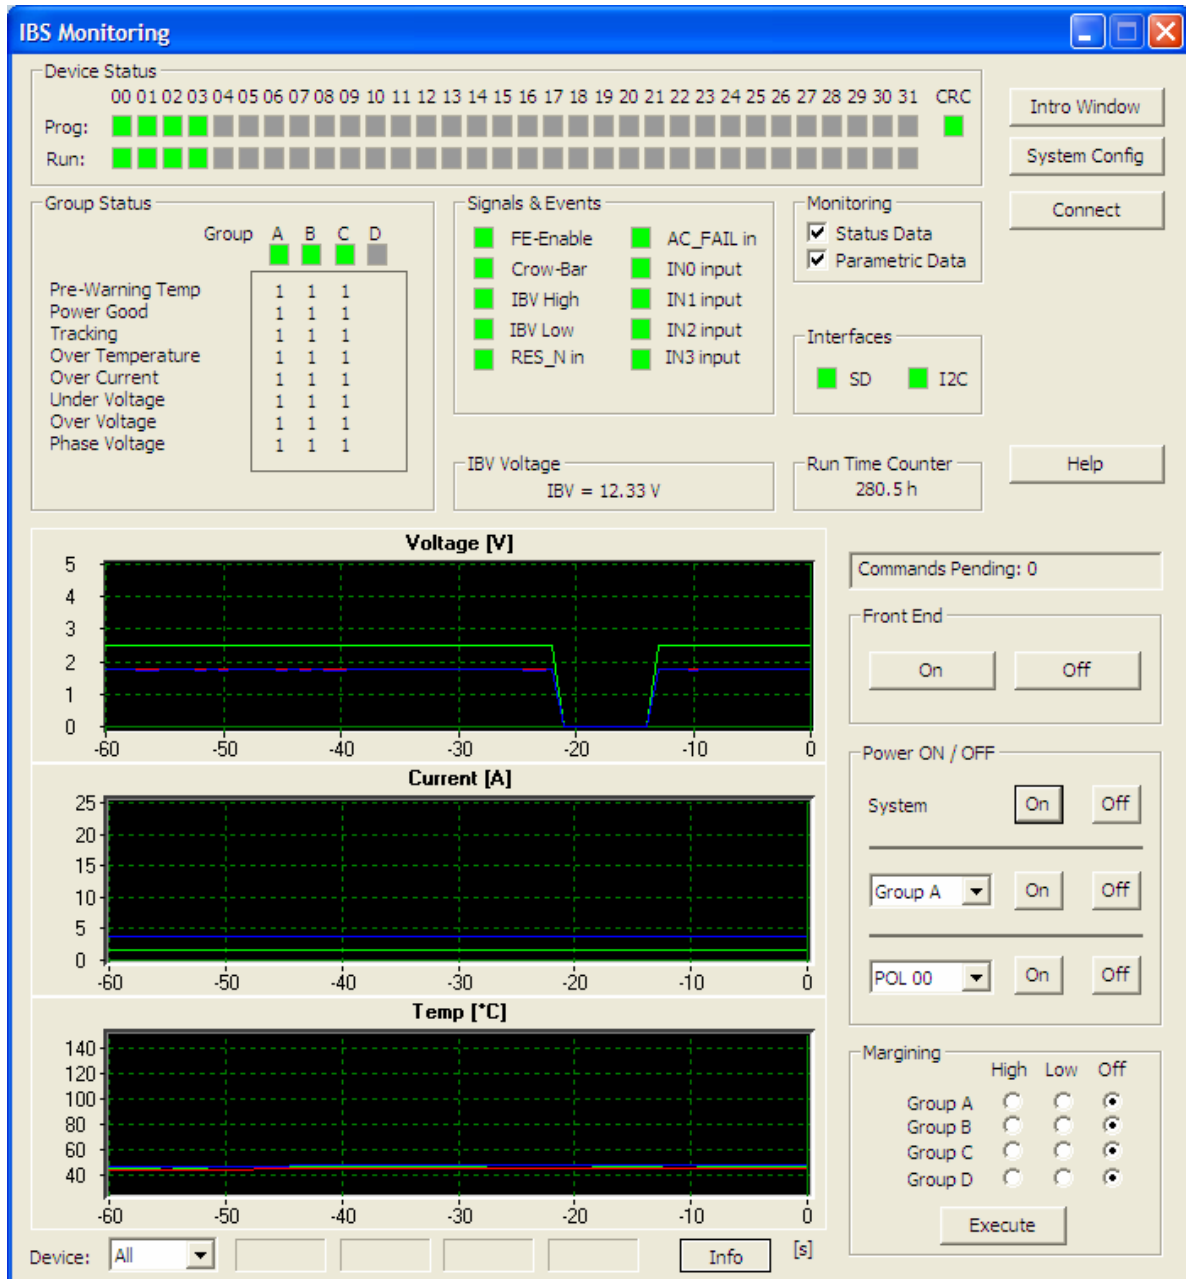 IBS Monitoring
Device Status
00 01 02 03 04 05 06 07 08 09 10 11 12 13 14 15 16 17 18 19 20 21 22 23 24 25 26 27 28 29 30 31 CRC
Prog:
Run:
Intro Window
System Config
Connect
Group Status
Group A B C D
Pre-Warning Temp 1 1 1
Power Good 1 1 1
Tracking 1 1 1
Over Temperature 1 1 1
Over Current 1 1 1
Under Voltage 1 1 1
Over Voltage 1 1 1
Phase Voltage 1 1 1
Signals & Events
FE-Enable AC_FAIL in
Crow-Bar IN0 input
IBV High IN1 input
IBV Low IN2 input
RES_N in IN3 input
Monitoring
Status Data
Parametric Data
Interfaces
SD I2C
IBV Voltage
IBV = 12.33 V
Run Time Counter
280.5 h
Help
Voltage [V]
5
4
3
2
1
0
-60 -50 -40 -30 -20 -10 0
Current [A]
25
20
15
10
5
0
-60 -50 -40 -30 -20 -10 0
Temp [°C]
140
120
100
80
60
40
-60 -50 -40 -30 -20 -10 0
Device: All Info [s]
Commands Pending: 0
Front End
On Off
Power ON / OFF
System On Off
Group A On Off
POL 00 On Off
Margining
High Low Off
Group A
Group B
Group C
Group D
Execute